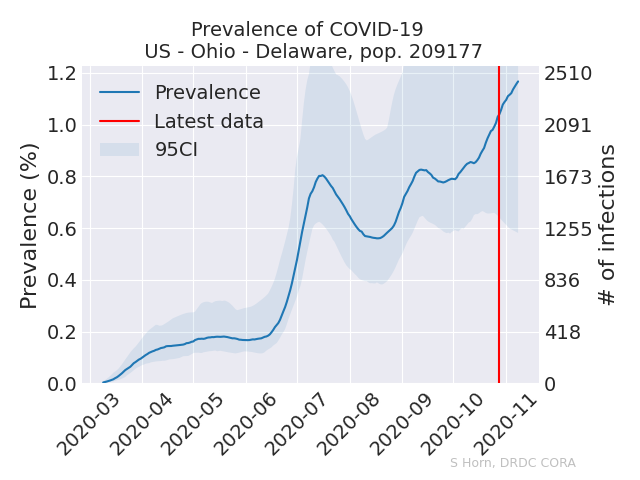 Prevalence of COVID-19
US - Ohio - Delaware, pop. 209177
Prevalence
Latest data
95CI
Prevalence (%)
1.2
1.0
0.8
0.6
0.4
0.2
0.0
2510
2091
1673
1255
836
418
0
# of infections
2020-03
2020-04
2020-05
2020-06
2020-07
2020-08
2020-09
2020-10
2020-11
S Horn, DRDC CORA